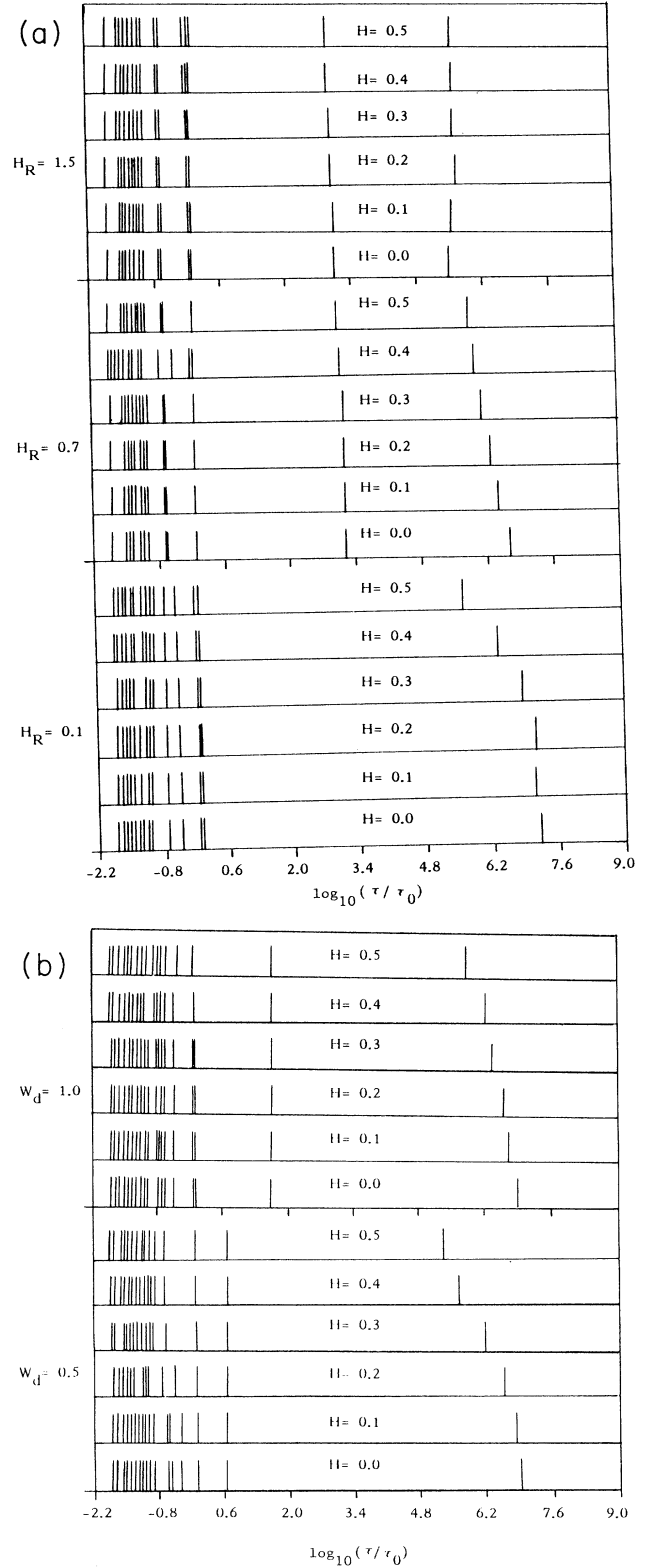 (a)
H= 0.5
H= 0.4
H= 0.3
H_R= 1.5
H= 0.2
H= 0.1
H= 0.0
H= 0.5
H= 0.4
H= 0.3
H_R= 0.7
H= 0.2
H= 0.1
H= 0.0
H= 0.5
H= 0.4
H= 0.3
H_R= 0.1
H= 0.2
H= 0.1
H= 0.0
-2.2 -0.8 0.6 2.0 3.4 4.8 6.2 7.6 9.0
log10(τ/τ0)
(b)
H= 0.5
H= 0.4
H= 0.3
W_d= 1.0
H= 0.2
H= 0.1
H= 0.0
H= 0.5
H= 0.4
H= 0.3
W_d= 0.5
H= 0.2
H= 0.1
H= 0.0
-2.2 -0.8 0.6 2.0 3.4 4.8 6.2 7.6 9.0
log10(τ/τ0)